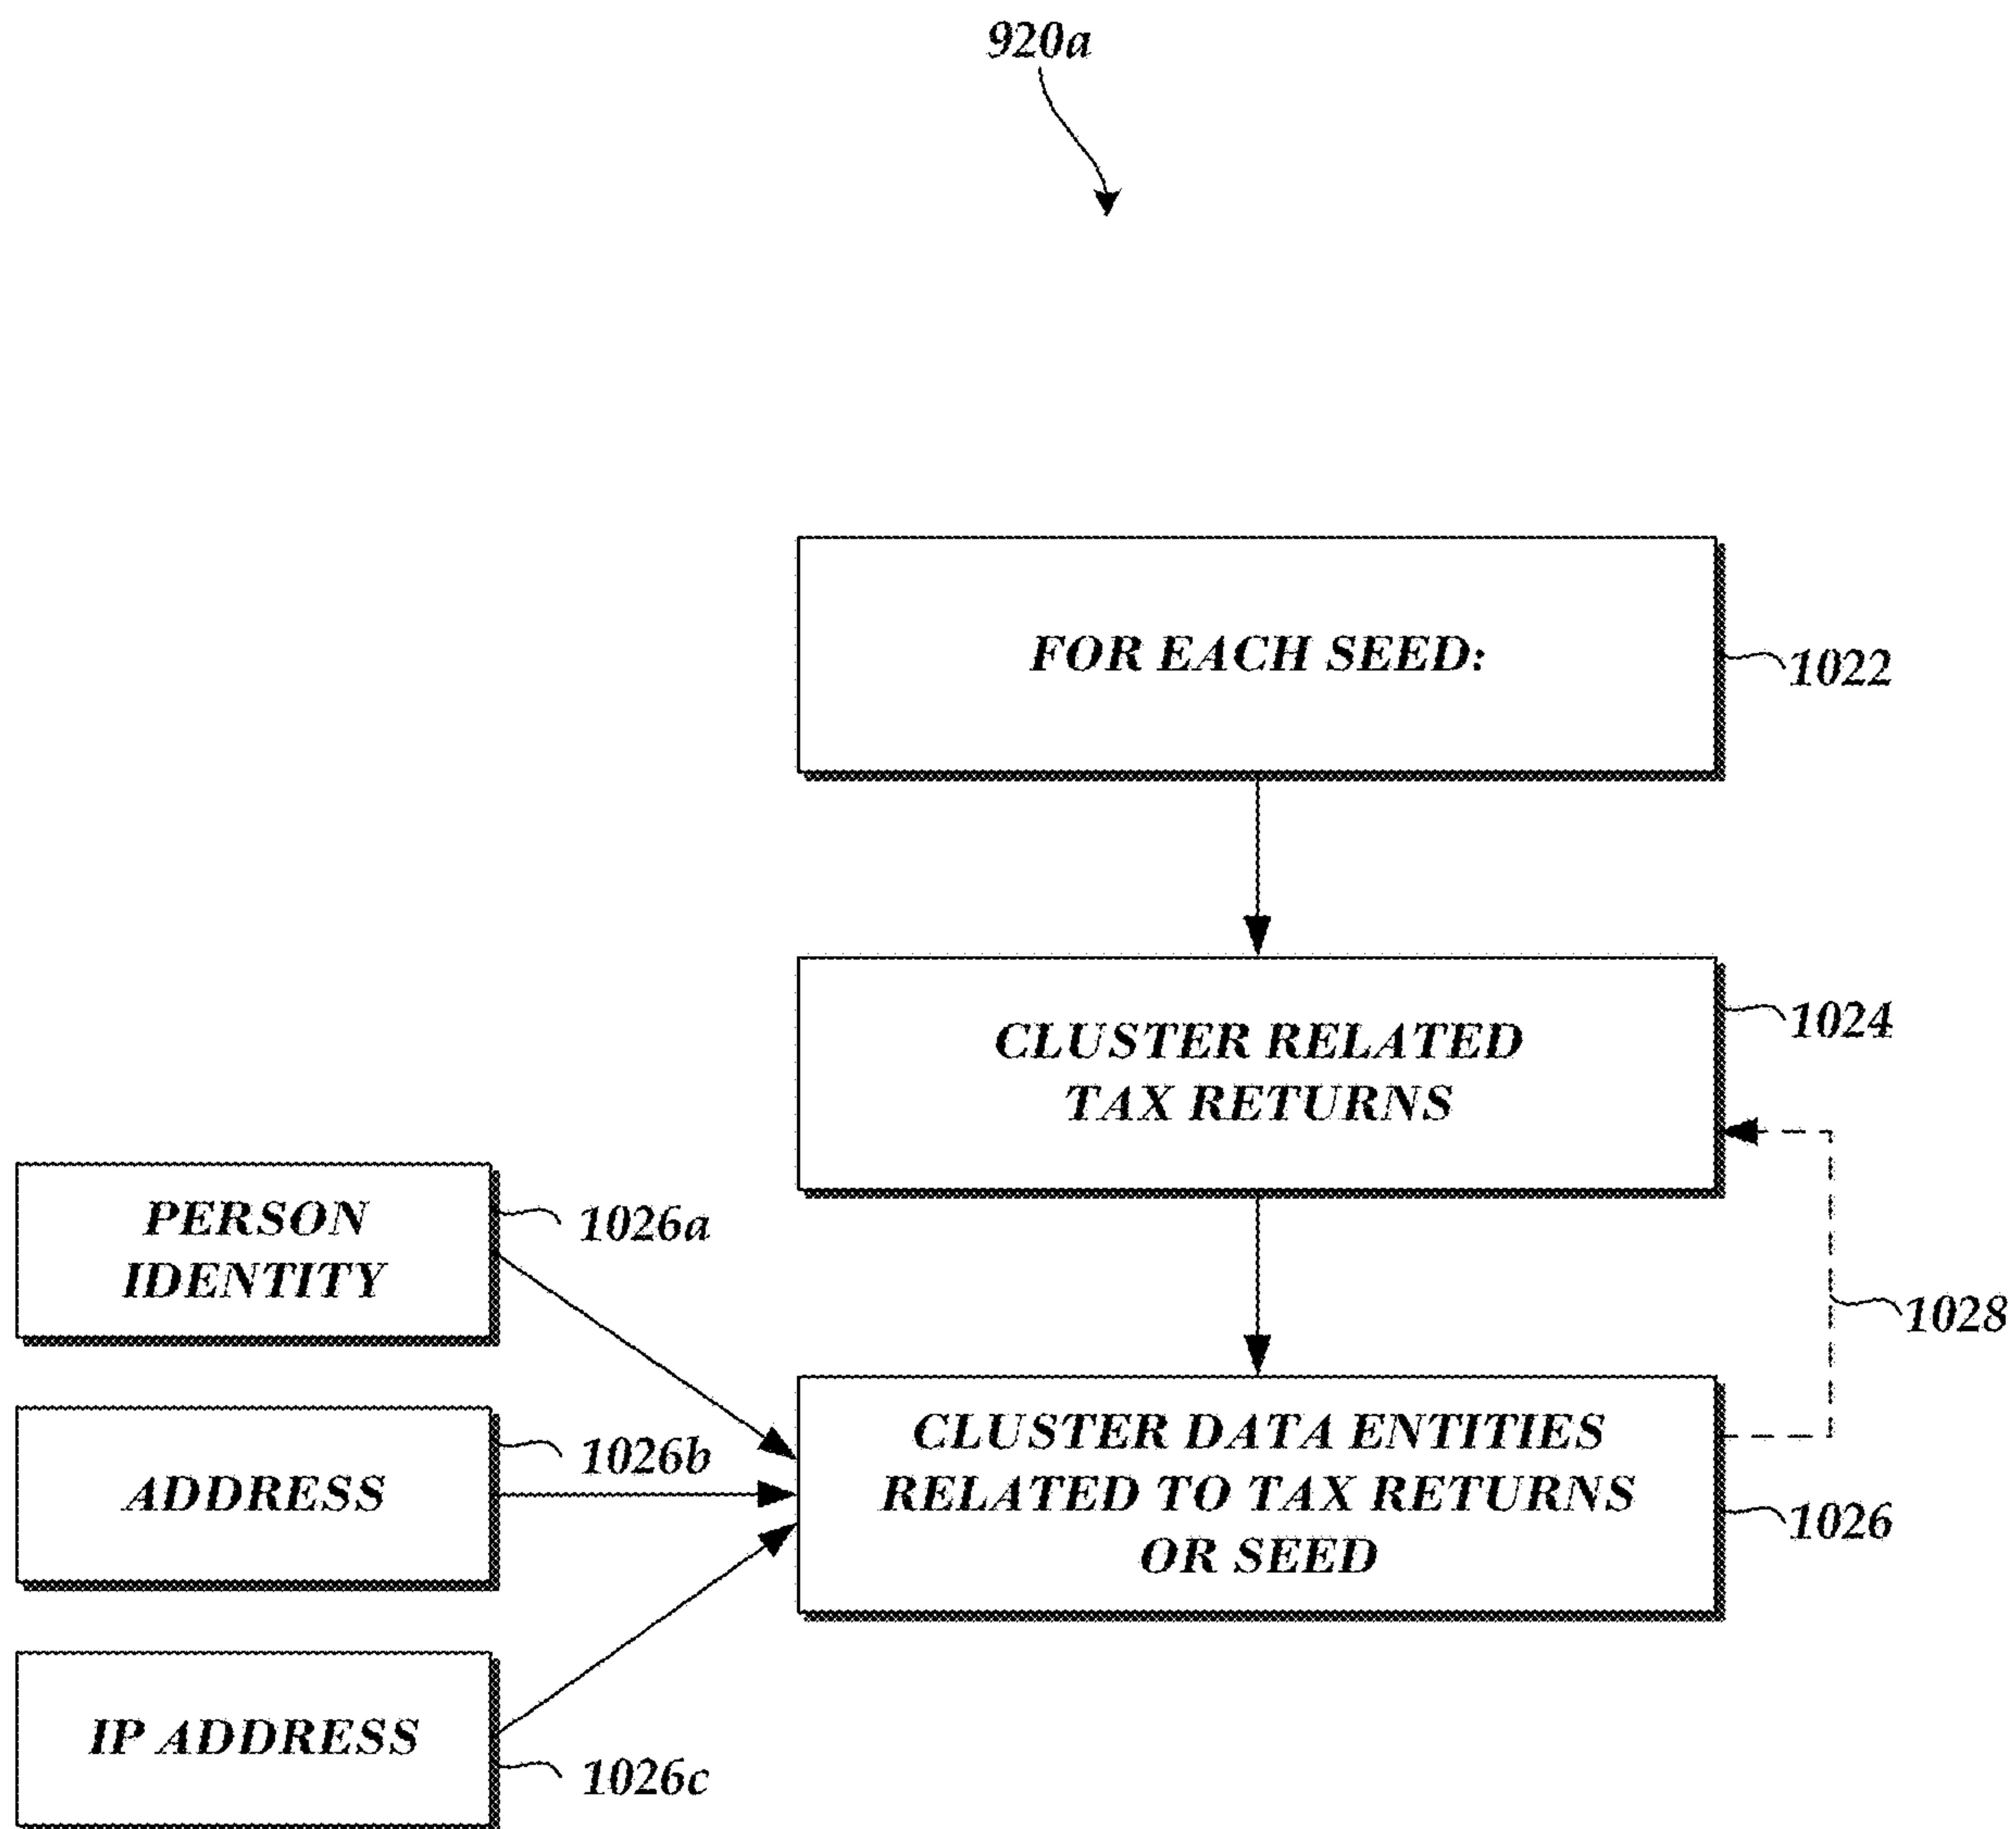 920a
FOR EACH SEED:
1022
CLUSTER RELATED
TAX RETURNS
1024
PERSON
IDENTITY
1026a
ADDRESS
1026b
IP ADDRESS
1026c
CLUSTER DATA ENTITIES
RELATED TO TAX RETURNS
OR SEED
1026
1028